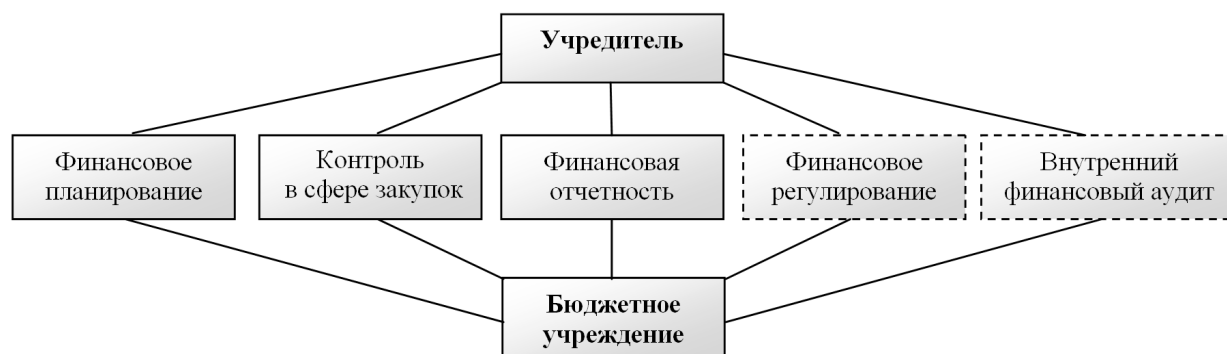 Учредитель
Финансовое
планирование
Контроль
в сфере закупок
Финансовая
отчетность
Финансовое
регулирование
Внутренний
финансовый аудит
Бюджетное
учреждение